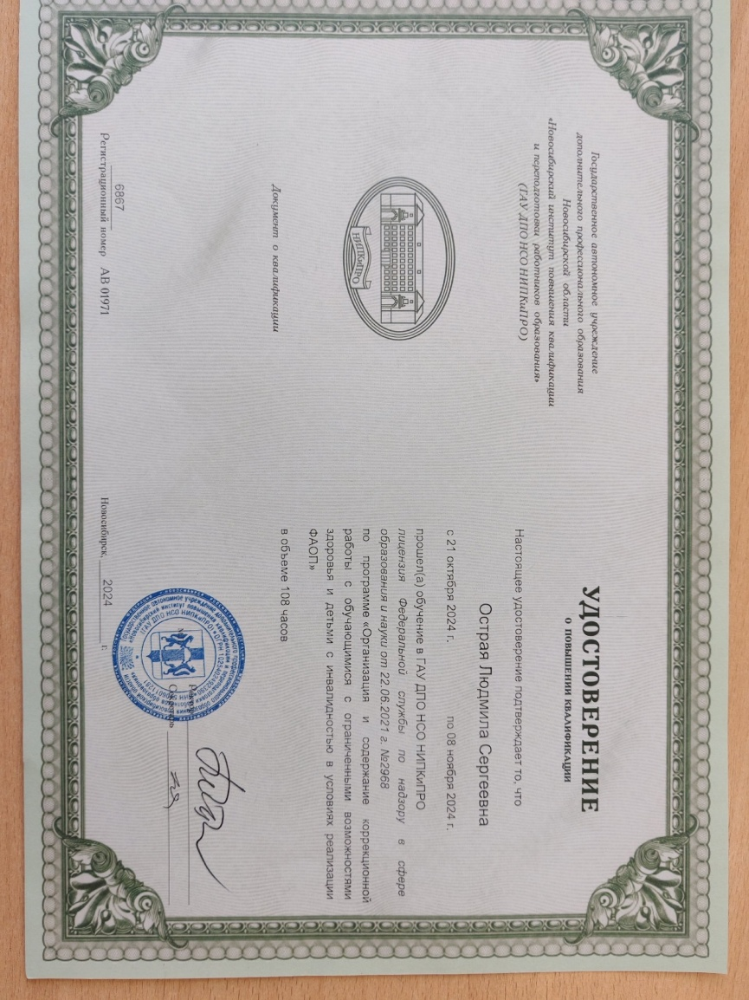 Государственное автономное учреждение
дополнительного профессионального образования
Новосибирской области
«Новосибирский институт повышения квалификации
и переподготовки работников образования»
(ГАУ ДПО НСО НИПКиПРО)
НИПКиПРО
Документ о квалификации
6867
Регистрационный номер АВ 01971
УДОСТОВЕРЕНИЕ
О ПОВЫШЕНИИ КВАЛИФИКАЦИИ
Настоящее удостоверение подтверждает то, что
Острая Людмила Сергеевна
с 21 октября 2024 г. по 08 ноября 2024 г.
прошел(а) обучение в ГАУ ДПО НСО НИПКиПРО
лицензия Федеральной службы по надзору в сфере
образования и науки от 22.06.2021 г. №2968
по программе «Организация и содержание коррекционной
работы с обучающимися с ограниченными возможностями
здоровья и детьми с инвалидностью в условиях реализации
ФАОП»
в объеме 108 часов
Ректор
Секретарь
Новосибирск, 2024 г.